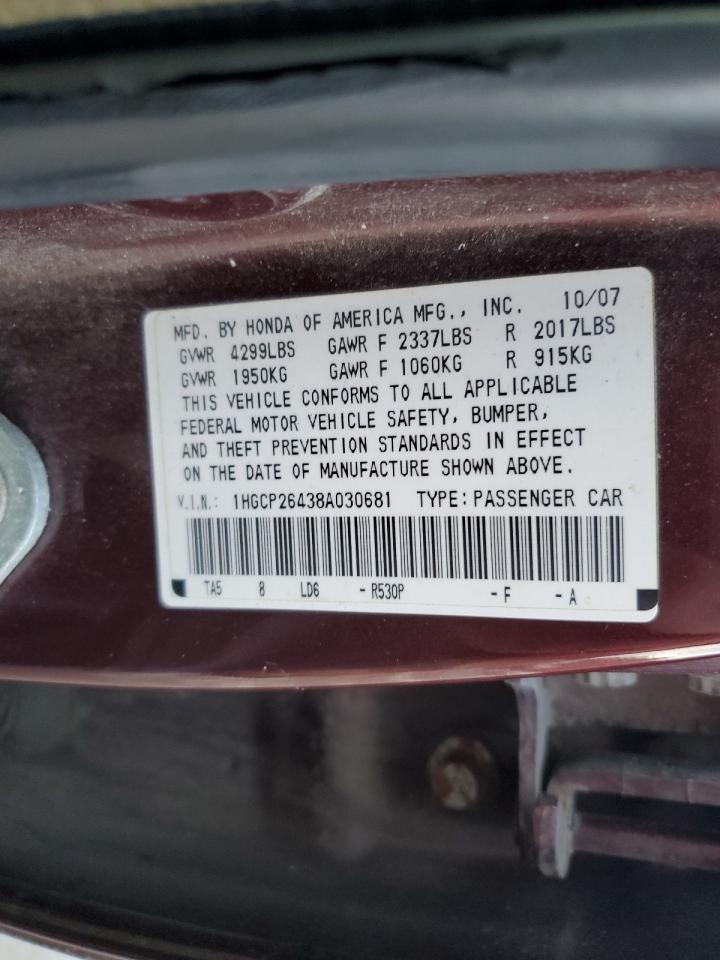 MFD. BY HONDA OF AMERICA MFG., INC. 10/07
GVWR 4299LBS GAWR F 2337LBS R 2017LBS
GVWR 1950KG GAWR F 1060KG R 915KG
THIS VEHICLE CONFORMS TO ALL APPLICABLE
FEDERAL MOTOR VEHICLE SAFETY, BUMPER,
AND THEFT PREVENTION STANDARDS IN EFFECT
ON THE DATE OF MANUFACTURE SHOWN ABOVE.
V.I.N.: 1HGCP26438A030681 TYPE: PASSENGER CAR
TA5 8 LD6 -R530P -F -A